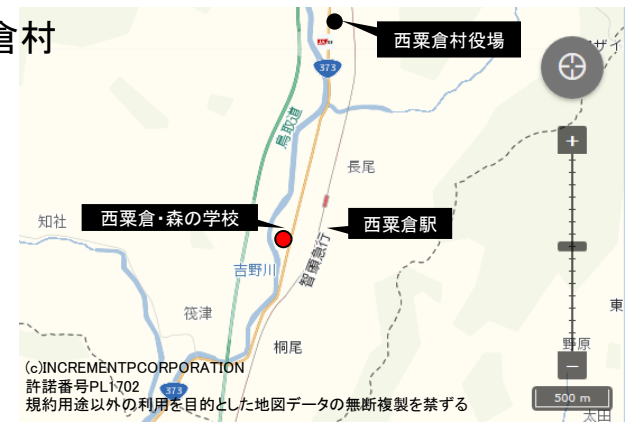 倉村
西粟倉村役場
ザイ
373
鳥取道
長尾
知社
西粟倉・森の学校
西粟倉駅
智頭急行
吉野川
筏津
東
桐尾
野原
(c)INCREMENTPCORPORATION
許諾番号PL1702
373
規約用途以外の利用を目的とした地図データの無断複製を禁ずる
500 m
太田